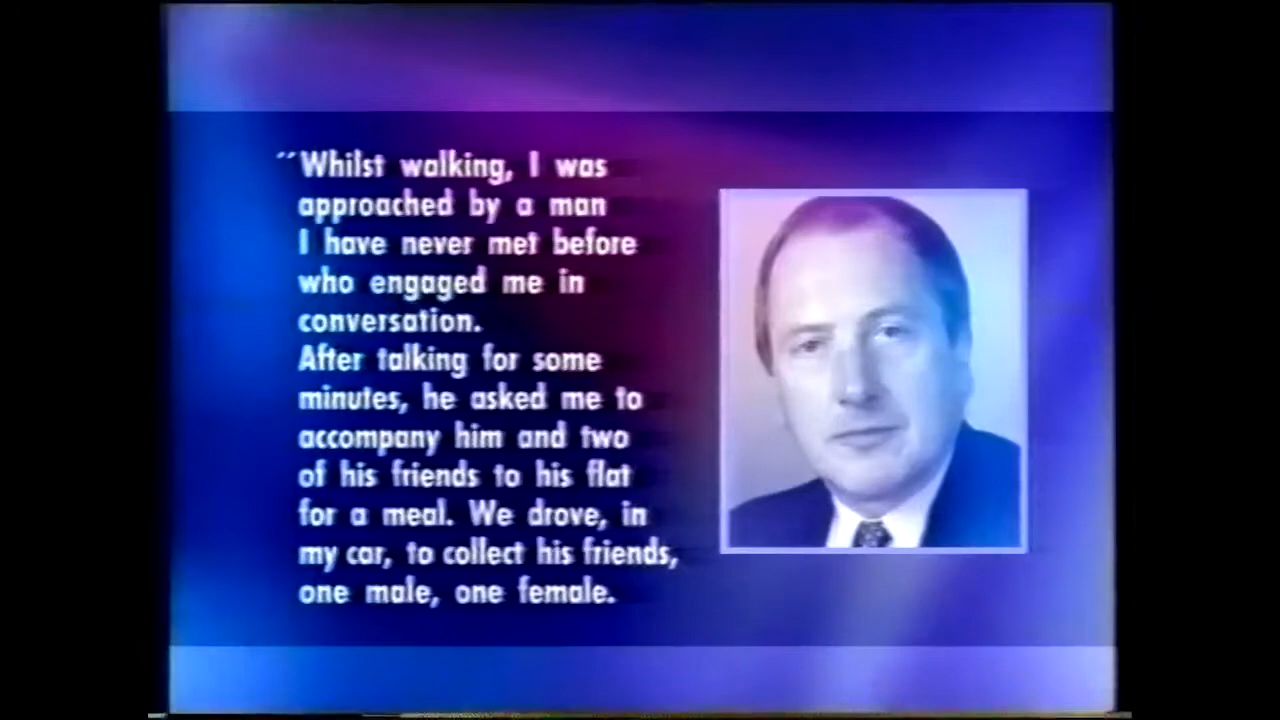 “Whilst walking, I was
approached by a man
I have never met before
who engaged me in
conversation.
After talking for some
minutes, he asked me to
accompany him and two
of his friends to his flat
for a meal. We drove, in
my car, to collect his friends,
one male, one female.